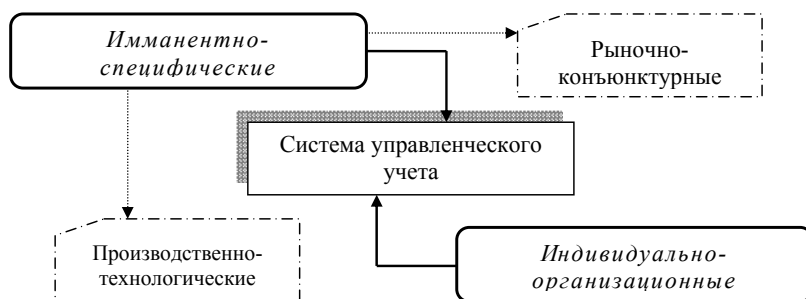 Имманентно-
специфические
Рыночно-
конъюнктурные
Система управленческого
учета
Производственно-
технологические
Индивидуально-
организационные